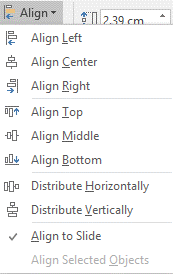 Align 2.39 cm
Align Left
Align Center
Align Right
Align Top
Align Middle
Align Bottom
Distribute Horizontally
Distribute Vertically
Align to Slide
Align Selected Objects